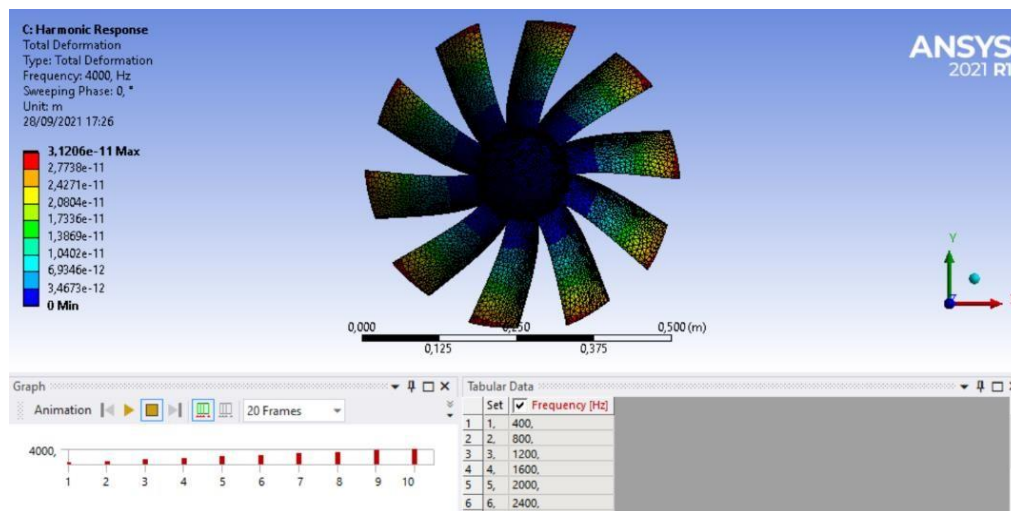 C: Harmonic Response
Total Deformation
Type: Total Deformation
Frequency: 4000, Hz
Sweeping Phase: 0, °
Unit: m
28/09/2021 17:26
3,1206e-11 Max
2,7738e-11
2,4271e-11
2,0804e-11
1,7336e-11
1,3869e-11
1,0402e-11
6,9346e-12
3,4673e-12
0 Min
ANSYS
2021 R1
Y
0,000 0,250 0,500 (m)
0,125 0,375
Graph
Animation 20 Frames
4000,
1 2 3 4 5 6 7 8 9 10
Tabular Data
Set Frequency [Hz]
1 1, 400,
2 2, 800,
3 3, 1200,
4 4, 1600,
5 5, 2000,
6 6, 2400,